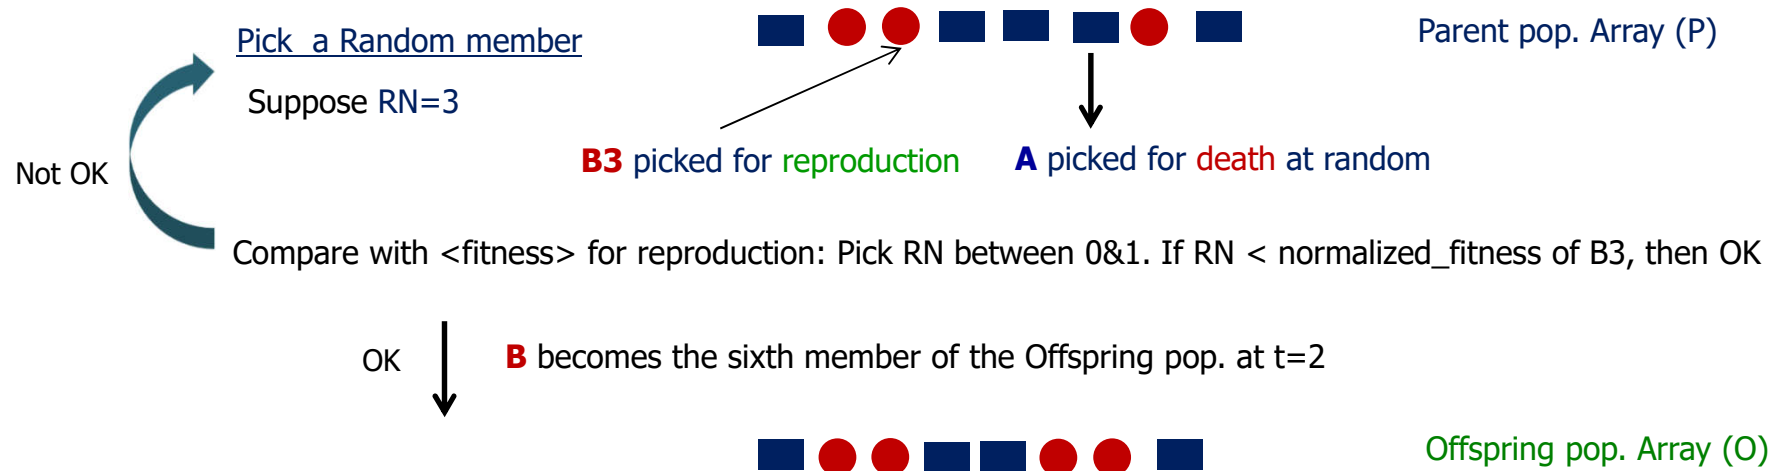 Pick a Random member
Parent pop. Array (P)
Suppose RN=3
Not OK
B3 picked for reproduction
A picked for death at random
Compare with <fitness> for reproduction: Pick RN between 0&1. If RN < normalized_fitness of B3, then OK
OK
B becomes the sixth member of the Offspring pop. at t=2
Offspring pop. Array (O)